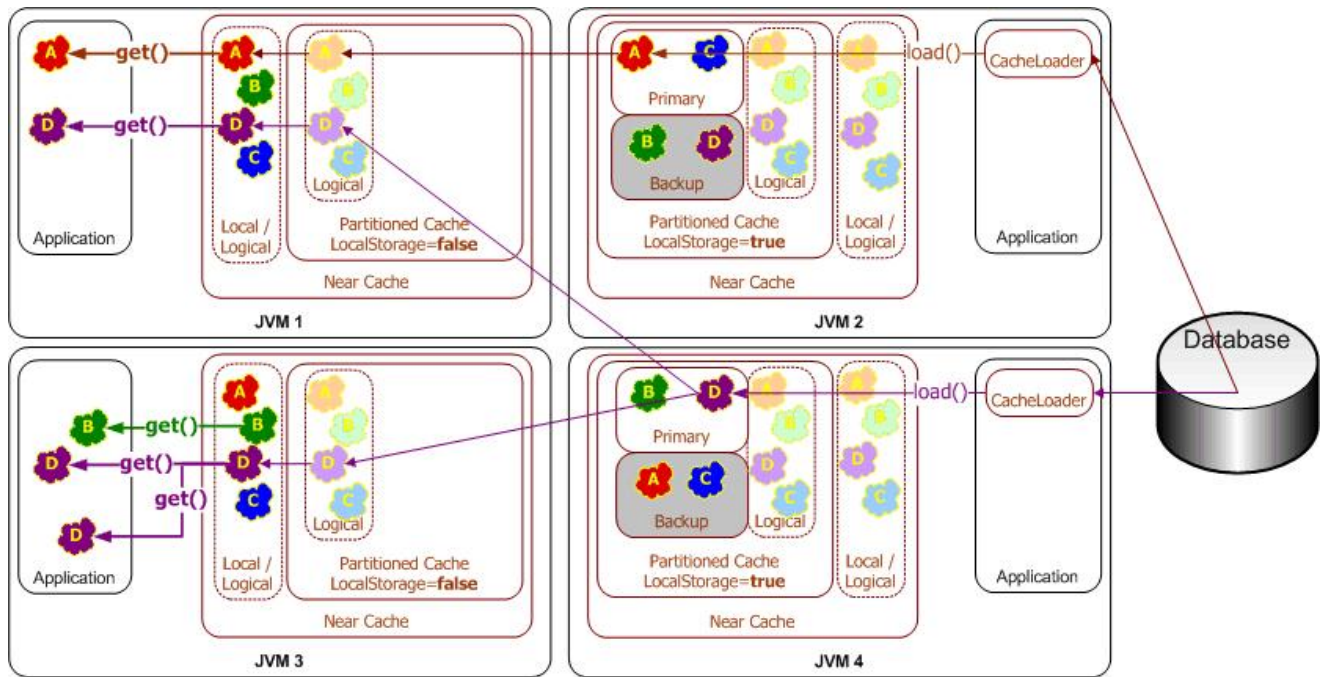 A
get()
A
A
B
B
D
get()
D
D
C
C
Logical
Application
Local /
Logical
Partitioned Cache
LocalStorage=false
Near Cache
JVM 1
A
C
Primary
B
D
Backup
A
B
D
C
Logical
Partitioned Cache
LocalStorage=true
A
B
D
C
Local /
Logical
Near Cache
load()
CacheLoader
Application
JVM 2
A
A
B
get()
B
B
D
get()
D
D
get()
C
C
D
Logical
Application
Local /
Logical
Partitioned Cache
LocalStorage=false
Near Cache
JVM 3
B
D
Primary
A
C
Backup
A
B
D
C
Logical
Partitioned Cache
LocalStorage=true
A
B
D
C
Local /
Logical
Near Cache
load()
CacheLoader
Application
JVM 4
Database